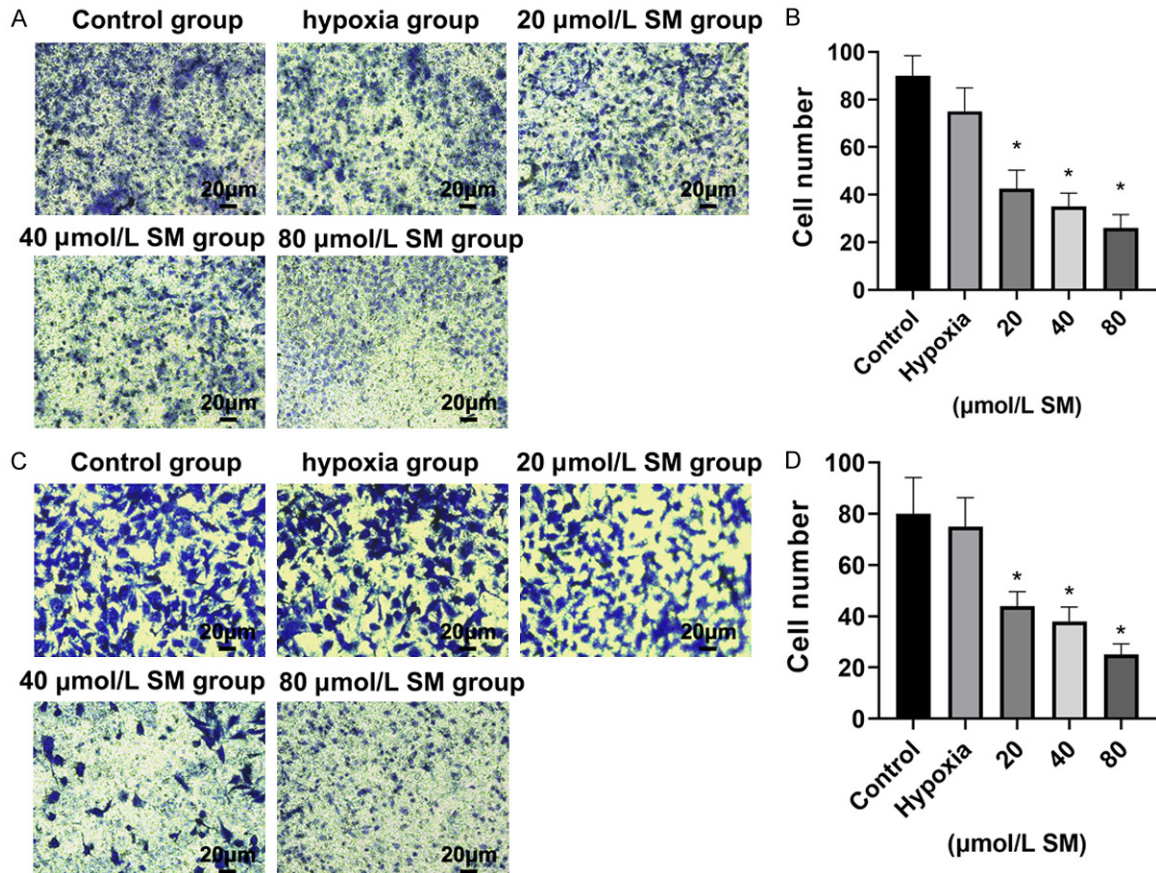 A
Control group
hypoxia group
20 µmol/L SM group
20µm
20µm
20µm
40 µmol/L SM group
80 µmol/L SM group
20µm
20µm
B
100
80
60
40
20
0
Cell number
*
*
*
Control
Hypoxia
20
40
80
(µmol/L SM)
C
Control group
hypoxia group
20 µmol/L SM group
20µm
20µm
20µm
40 µmol/L SM group
80 µmol/L SM group
20µm
20µm
D
100
80
60
40
20
0
Cell number
*
*
*
Control
Hypoxia
20
40
80
(µmol/L SM)